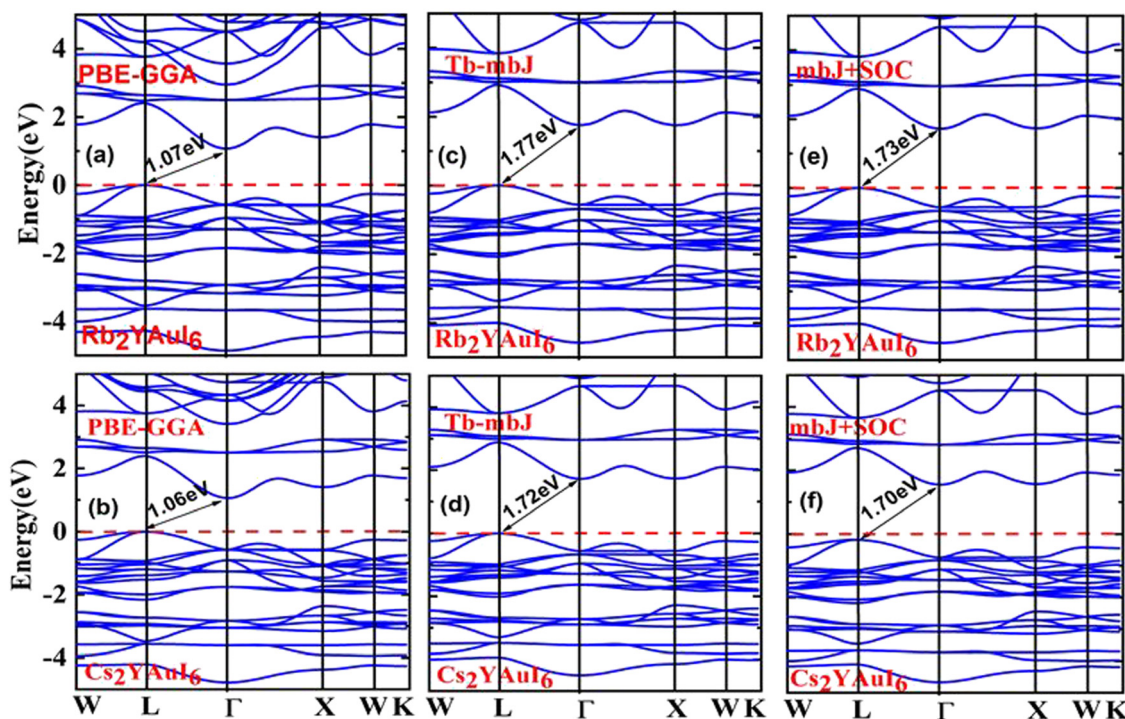 PBE-GGA
Tb-mbJ
mbJ+SOC
Energy(eV)
4
2
0
-2
-4
(a)
1.07eV
(c)
1.77eV
(e)
1.73eV
Rb2YAuI6
Rb2YAuI6
Rb2YAuI6
PBE-GGA
Tb-mbJ
mbJ+SOC
Energy(eV)
4
2
0
-2
-4
(b)
1.06eV
(d)
1.72eV
(f)
1.70eV
Cs2YAuI6
Cs2YAuI6
Cs2YAuI6
W L Γ X W K
W L Γ X W K
W L Γ X W K